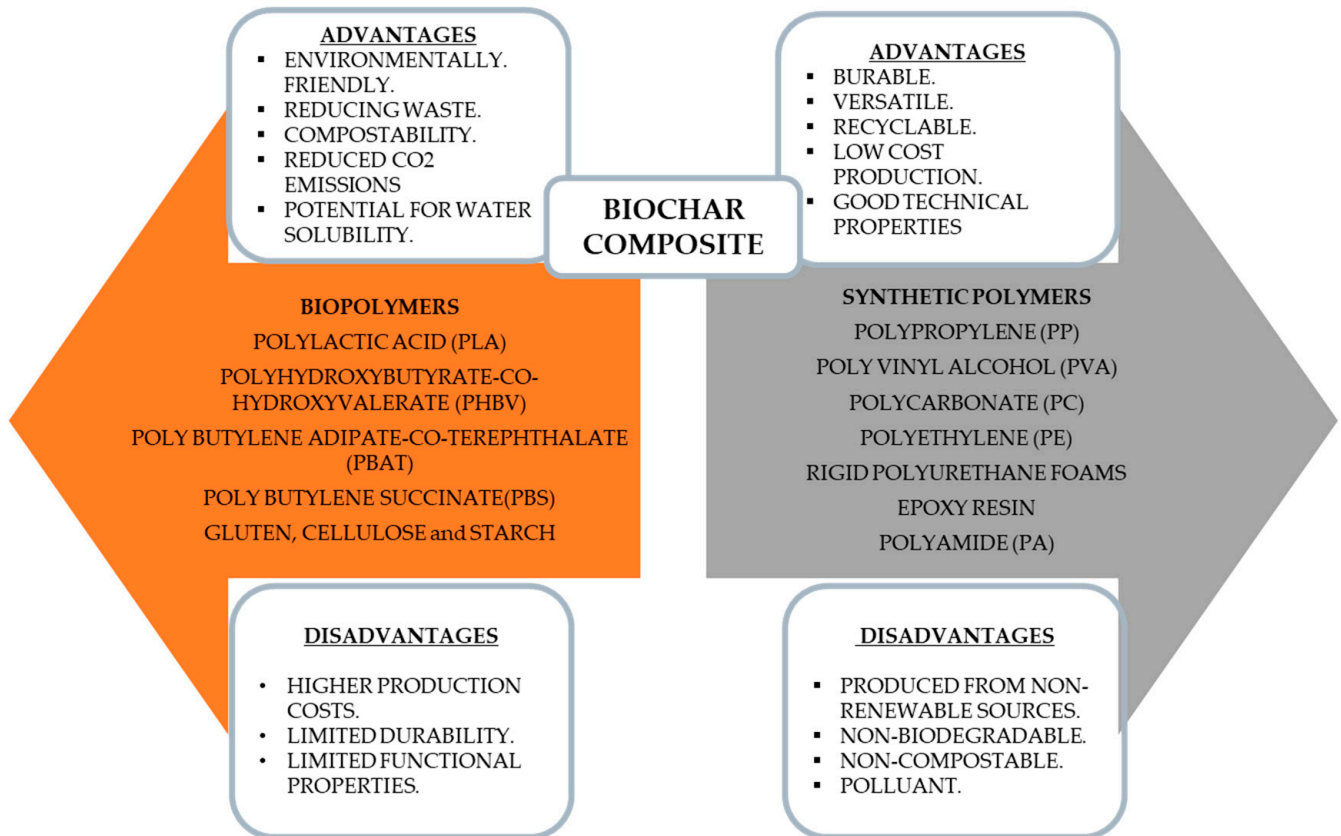 ADVANTAGES
ENVIRONMENTALLY.
FRIENDLY.
REDUCING WASTE.
COMPOSTABILITY.
REDUCED CO2
EMISSIONS
POTENTIAL FOR WATER
SOLUBILITY.
BIOCHAR
COMPOSITE
ADVANTAGES
BURABLE.
VERSATILE.
RECYCLABLE.
LOW COST
PRODUCTION.
GOOD TECHNICAL
PROPERTIES
BIOPOLYMERS
POLYLACTIC ACID (PLA)
POLYHYDROXYBUTYRATE-CO-
HYDROXYVALERATE (PHBV)
POLY BUTYLENE ADIPATE-CO-TEREPHTHALATE
(PBAT)
POLY BUTYLENE SUCCINATE(PBS)
GLUTEN, CELLULOSE and STARCH
SYNTHETIC POLYMERS
POLYPROPYLENE (PP)
POLY VINYL ALCOHOL (PVA)
POLYCARBONATE (PC)
POLYETHYLENE (PE)
RIGID POLYURETHANE FOAMS
EPOXY RESIN
POLYAMIDE (PA)
DISADVANTAGES
HIGHER PRODUCTION
COSTS.
LIMITED DURABILITY.
LIMITED FUNCTIONAL
PROPERTIES.
DISADVANTAGES
PRODUCED FROM NON-
RENEWABLE SOURCES.
NON-BIODEGRADABLE.
NON-COMPOSTABLE.
POLLUANT.